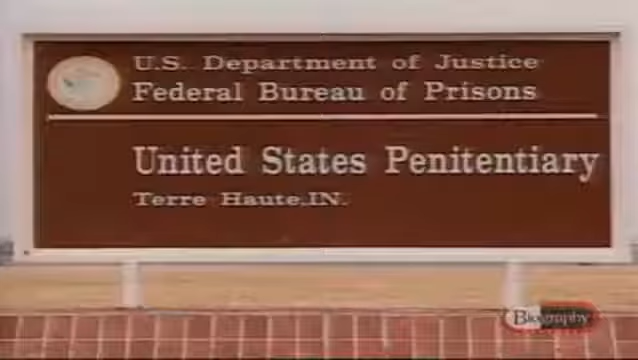 U.S. Department of Justice
Federal Bureau of Prisons
United States Penitentiary
Terre Haute,IN.
Biography